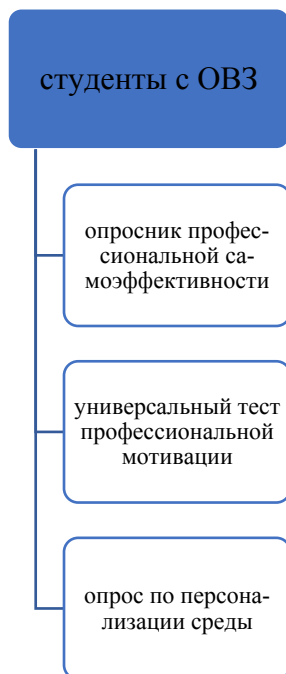 студенты с ОВЗ
опросник профес-
сиональной са-
моэффективности
универсальный тест
профессиональной
мотивации
опрос по персона-
лизации среды